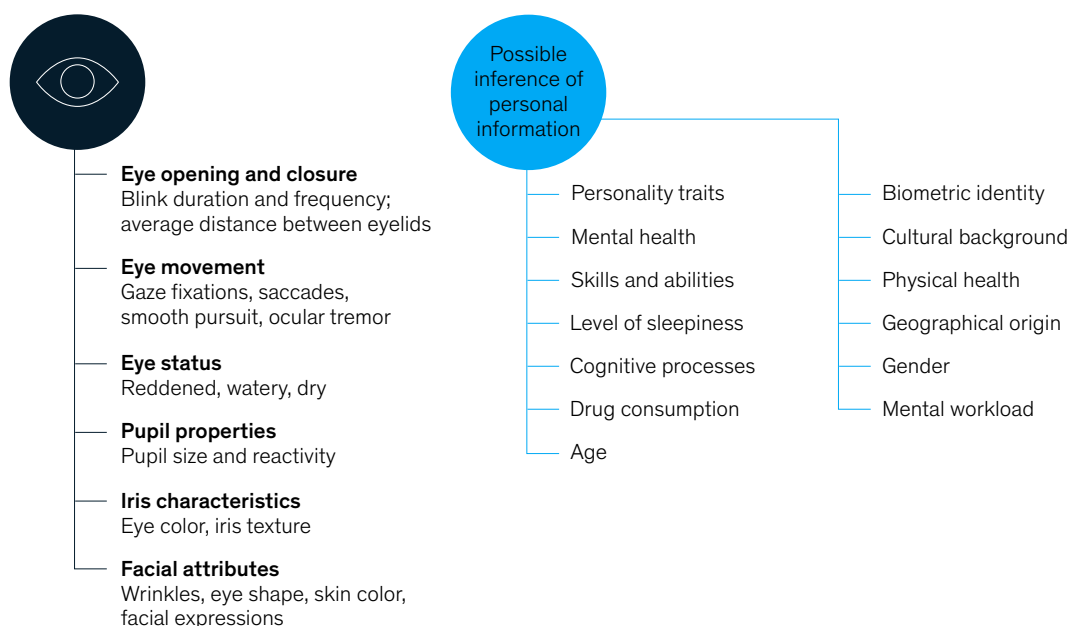 Possible
inference of
personal
information
Eye opening and closure
Blink duration and frequency;
average distance between eyelids
Eye movement
Gaze fixations, saccades,
smooth pursuit, ocular tremor
Eye status
Reddened, watery, dry
Pupil properties
Pupil size and reactivity
Iris characteristics
Eye color, iris texture
Facial attributes
Wrinkles, eye shape, skin color,
facial expressions
Personality traits
Mental health
Skills and abilities
Level of sleepiness
Cognitive processes
Drug consumption
Age
Biometric identity
Cultural background
Physical health
Geographical origin
Gender
Mental workload